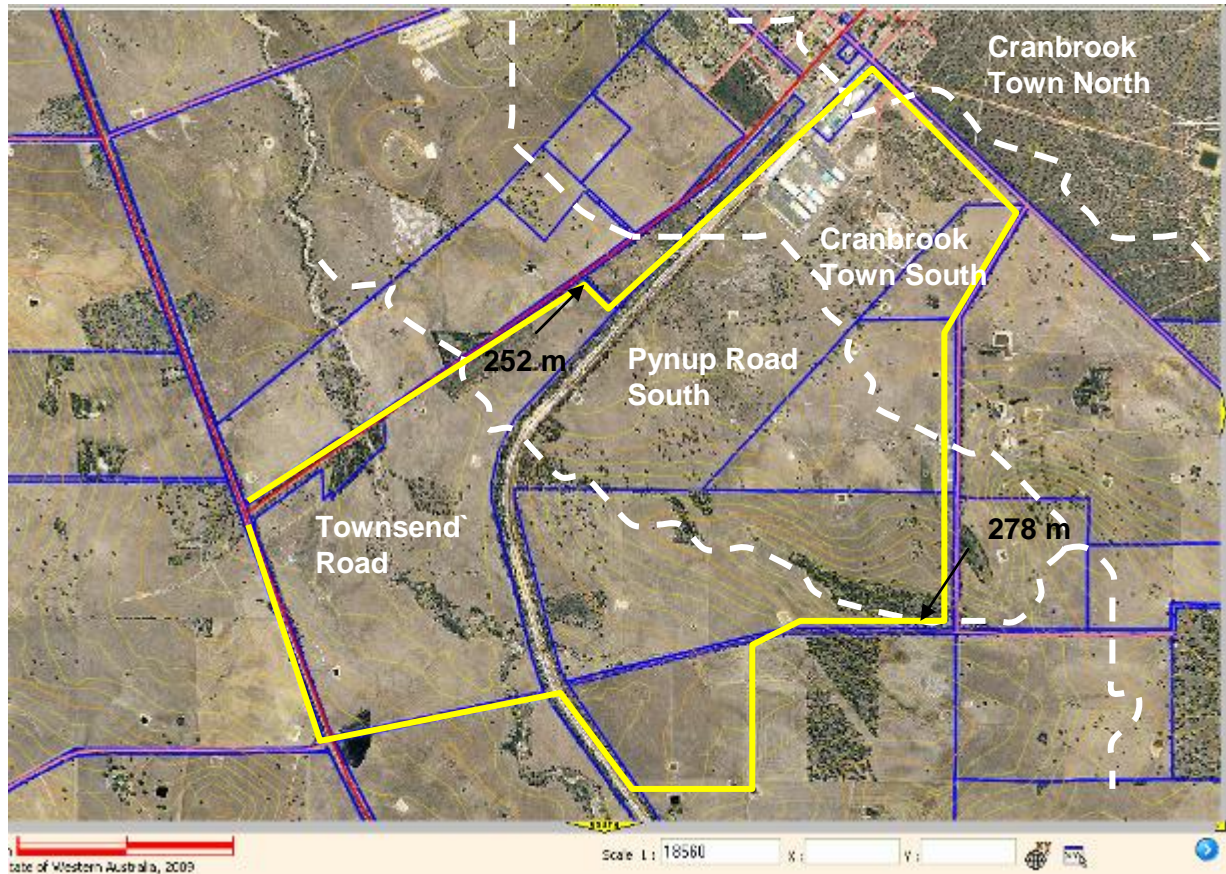 Cranbrook
Town North
Cranbrook
Town South
252 m
Pynup Road
South
278 m
Townsend`
Road
Scale 1: 18560
X:
Y:
tate of Western Australia, 2009